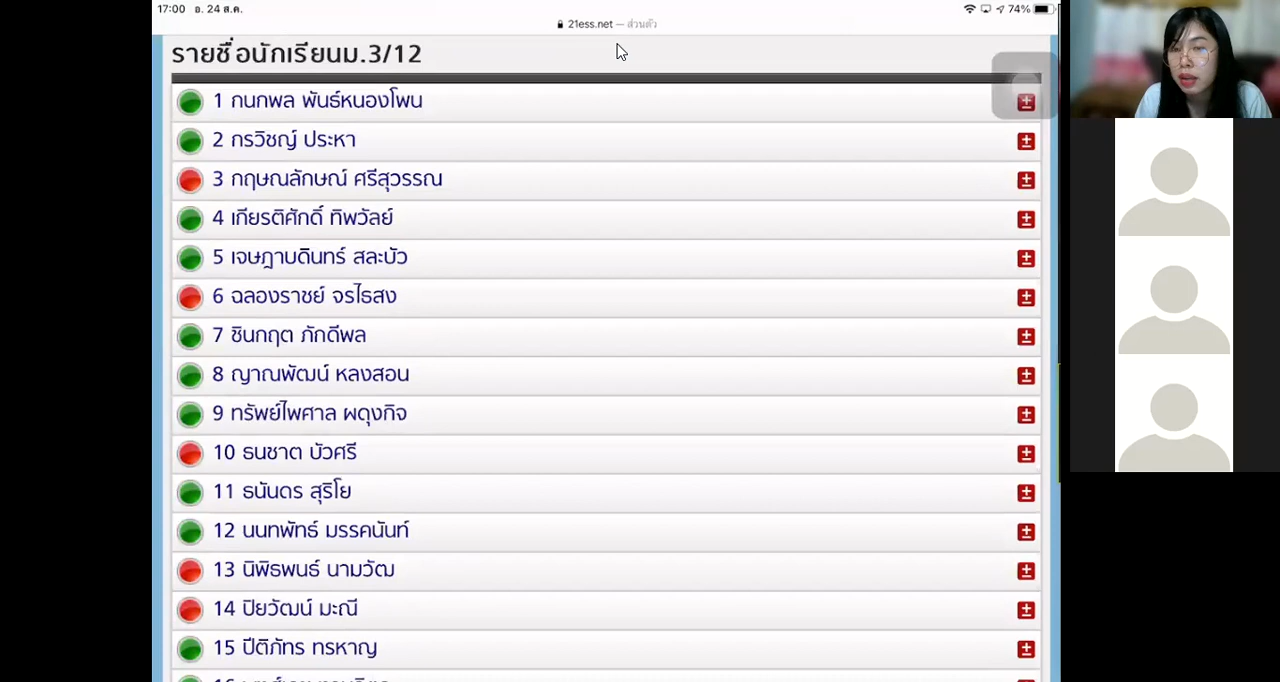 17:00 อ. 24 ส.ค.
74%
21ess.net — ส่วนตัว
รายชื่อนักเรียนม.3/12
1 กนกพล พันธ์หนองโพน
2 กรวิชญ์ ประหา
3 กฤษณลักษณ์ ศรีสุวรรณ
4 เกียรติศักดิ์ ทิพวัลย์
5 เจษฎาบดินทร์ สละบัว
6 ฉลองราชย์ จรไธสง
7 ชินกฤต ภักดีพล
8 ญาณพัฒน์ หลงสอน
9 ทรัพย์ไพศาล ผดุงกิจ
10 ธนชาต บัวศรี
11 ธนันดร สุริโย
12 นนทพัทธ์ มรรคนันท์
13 นิพิธพนธ์ นามวัฒ
14 ปิยวัฒน์ มะณี
15 ปีติภัทร ทรหาญ